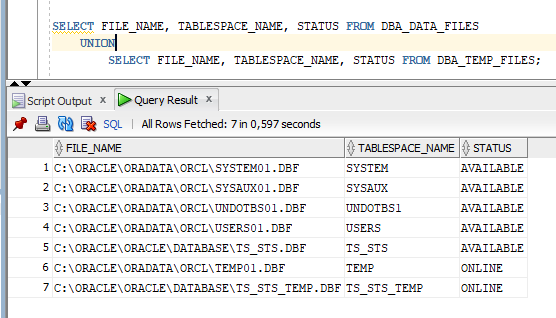 SELECT FILE_NAME, TABLESPACE_NAME, STATUS FROM DBA_DATA_FILES
UNION
SELECT FILE_NAME, TABLESPACE_NAME, STATUS FROM DBA_TEMP_FILES;
Script Output x Query Result x
SQL | All Rows Fetched: 7 in 0,597 seconds
FILE_NAME TABLESPACE_NAME STATUS
1 C:\ORACLE\ORADATA\ORCL\SYSTEM01.DBF SYSTEM AVAILABLE
2 C:\ORACLE\ORADATA\ORCL\SYSAUX01.DBF SYSAUX AVAILABLE
3 C:\ORACLE\ORADATA\ORCL\UNDOTBS01.DBF UNDOTBS1 AVAILABLE
4 C:\ORACLE\ORADATA\ORCL\USERS01.DBF USERS AVAILABLE
5 C:\ORACLE\ORACLE\DATABASE\TS_STS.DBF TS_STS AVAILABLE
6 C:\ORACLE\ORADATA\ORCL\TEMP01.DBF TEMP ONLINE
7 C:\ORACLE\ORACLE\DATABASE\TS_STS_TEMP.DBF TS_STS_TEMP ONLINE